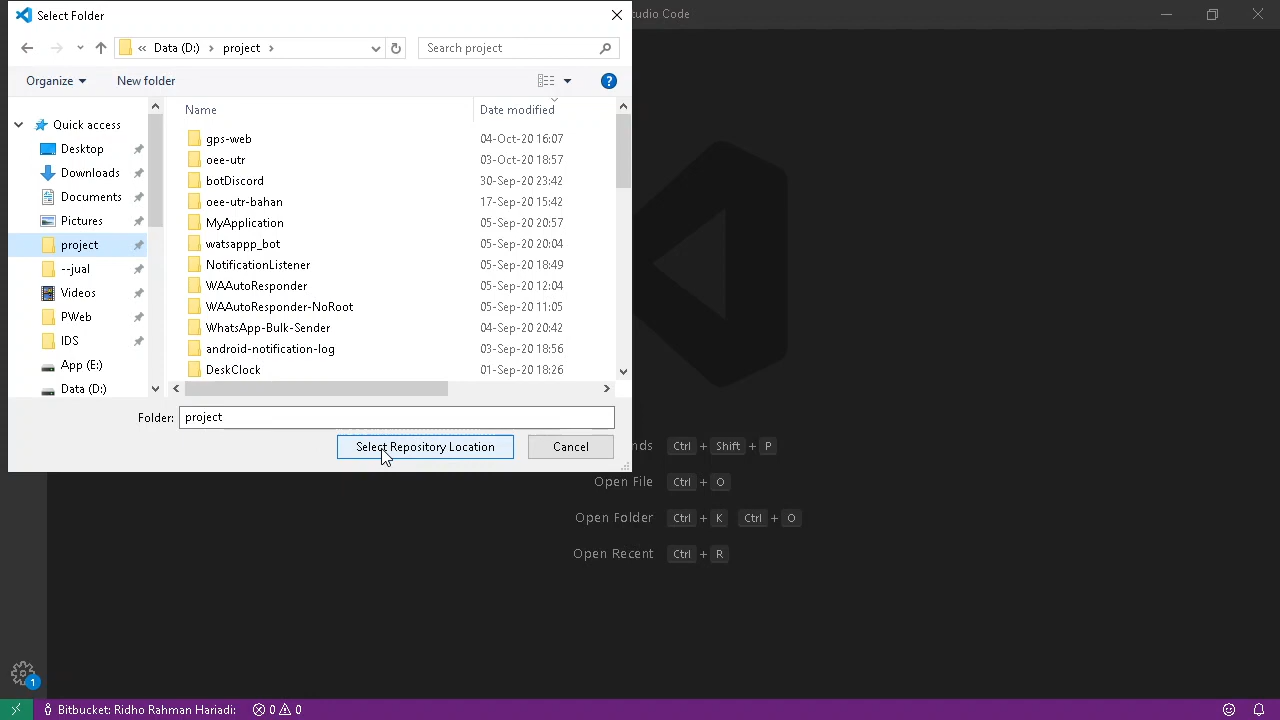 Select Folder
tudio Code
« Data (D:) › project ›
Search project
Organize
New folder
?
Name
Date modified
Quick access
Desktop
Downloads
Documents
Pictures
project
--jual
Videos
PWeb
IDS
App (E:)
Data (D:)
gps-web 04-Oct-20 16:07
oee-utr 03-Oct-20 18:57
botDiscord 30-Sep-20 23:42
oee-utr-bahan 17-Sep-20 15:42
MyApplication 05-Sep-20 20:57
watsappp_bot 05-Sep-20 20:04
NotificationListener 05-Sep-20 18:49
WAAutoResponder 05-Sep-20 12:04
WAAutoResponder-NoRoot 05-Sep-20 11:05
WhatsApp-Bulk-Sender 04-Sep-20 20:42
android-notification-log 03-Sep-20 18:56
DeskClock 01-Sep-20 18:26
Folder: project
Select Repository Location
Cancel
nds Ctrl + Shift + P
Open File Ctrl + O
Open Folder Ctrl + K Ctrl + O
Open Recent Ctrl + R
1
Bitbucket: Ridho Rahman Hariadi: 0 0